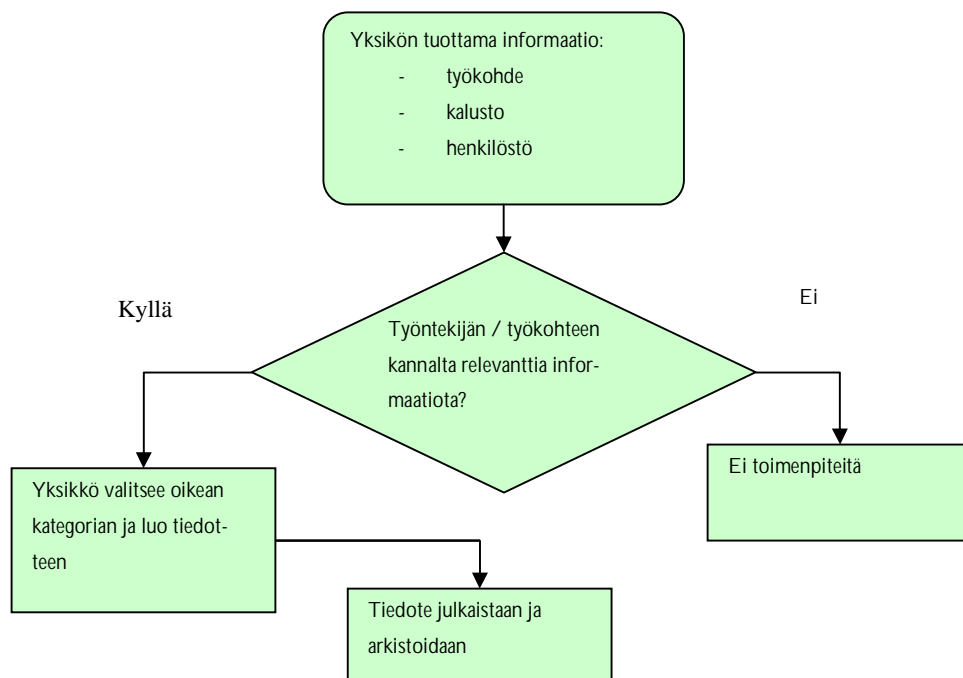 Yksikön tuottama informaatio:
- työkohde
- kalusto
- henkilöstö
Kyllä
Ei
Työntekijän / työkohteen
kannalta relevanttia infor-
maatiota?
Yksikkö valitsee oikean
kategorian ja luo tiedot-
teen
Ei toimenpiteitä
Tiedote julkaistaan ja
arkistoidaan